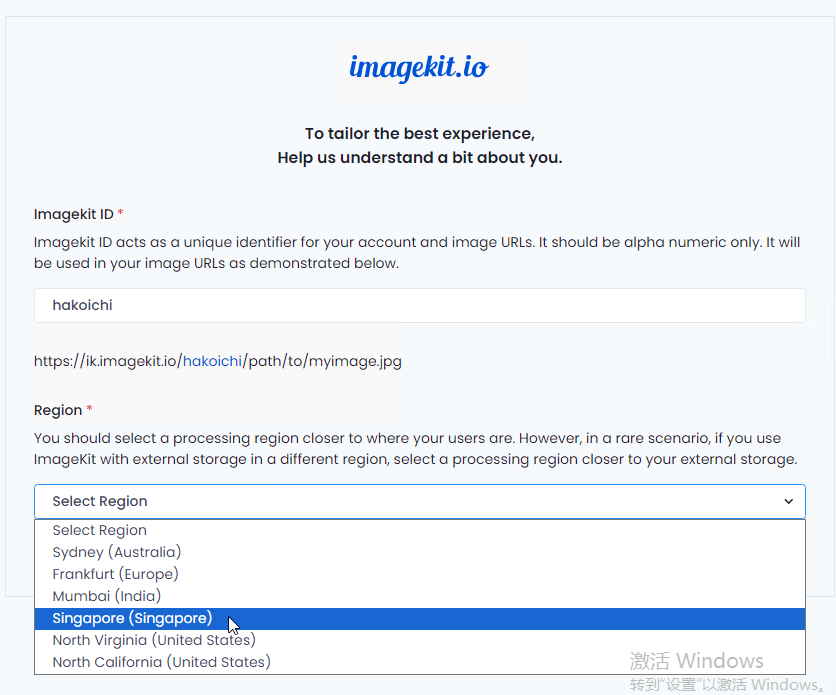 imagekit.io
To tailor the best experience,
Help us understand a bit about you.
Imagekit ID *
Imagekit ID acts as a unique identifier for your account and image URLs. It should be alpha numeric only. It will
be used in your image URLs as demonstrated below.
hakoichi
https://ik.imagekit.io/hakoichi/path/to/myimage.jpg
Region *
You should select a processing region closer to where your users are. However, in a rare scenario, if you use
ImageKit with external storage in a different region, select a processing region closer to your external storage.
Select Region
Select Region
Sydney (Australia)
Frankfurt (Europe)
Mumbai (India)
Singapore (Singapore)
North Virginia (United States)
North California (United States)
激活 Windows
转到“设置”以激活 Windows。